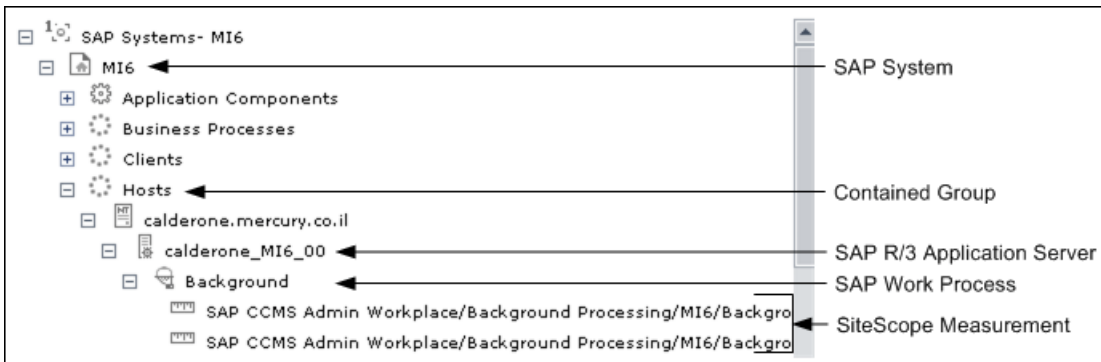 SAP Systems- MI6
MI6
SAP System
Application Components
Business Processes
Clients
Hosts
Contained Group
calderone.mercury.co.il
calderone_MI6_00
SAP R/3 Application Server
Background
SAP Work Process
SAP CCMS Admin Workplace/Background Processing/MI6/Backgro
SiteScope Measurement
SAP CCMS Admin Workplace/Background Processing/MI6/Backgro